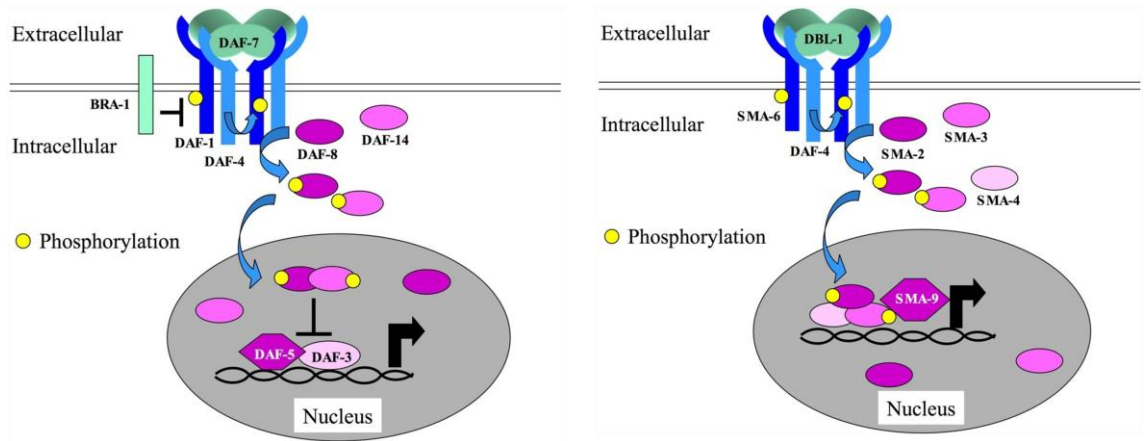 Extracellular
DAF-7
BRA-1
Intracellular
DAF-1
DAF-4
DAF-8
DAF-14
Phosphorylation
DAF-5
DAF-3
Nucleus
Extracellular
DBL-1
SMA-6
Intracellular
DAF-4
SMA-2
SMA-3
SMA-4
Phosphorylation
SMA-9
Nucleus